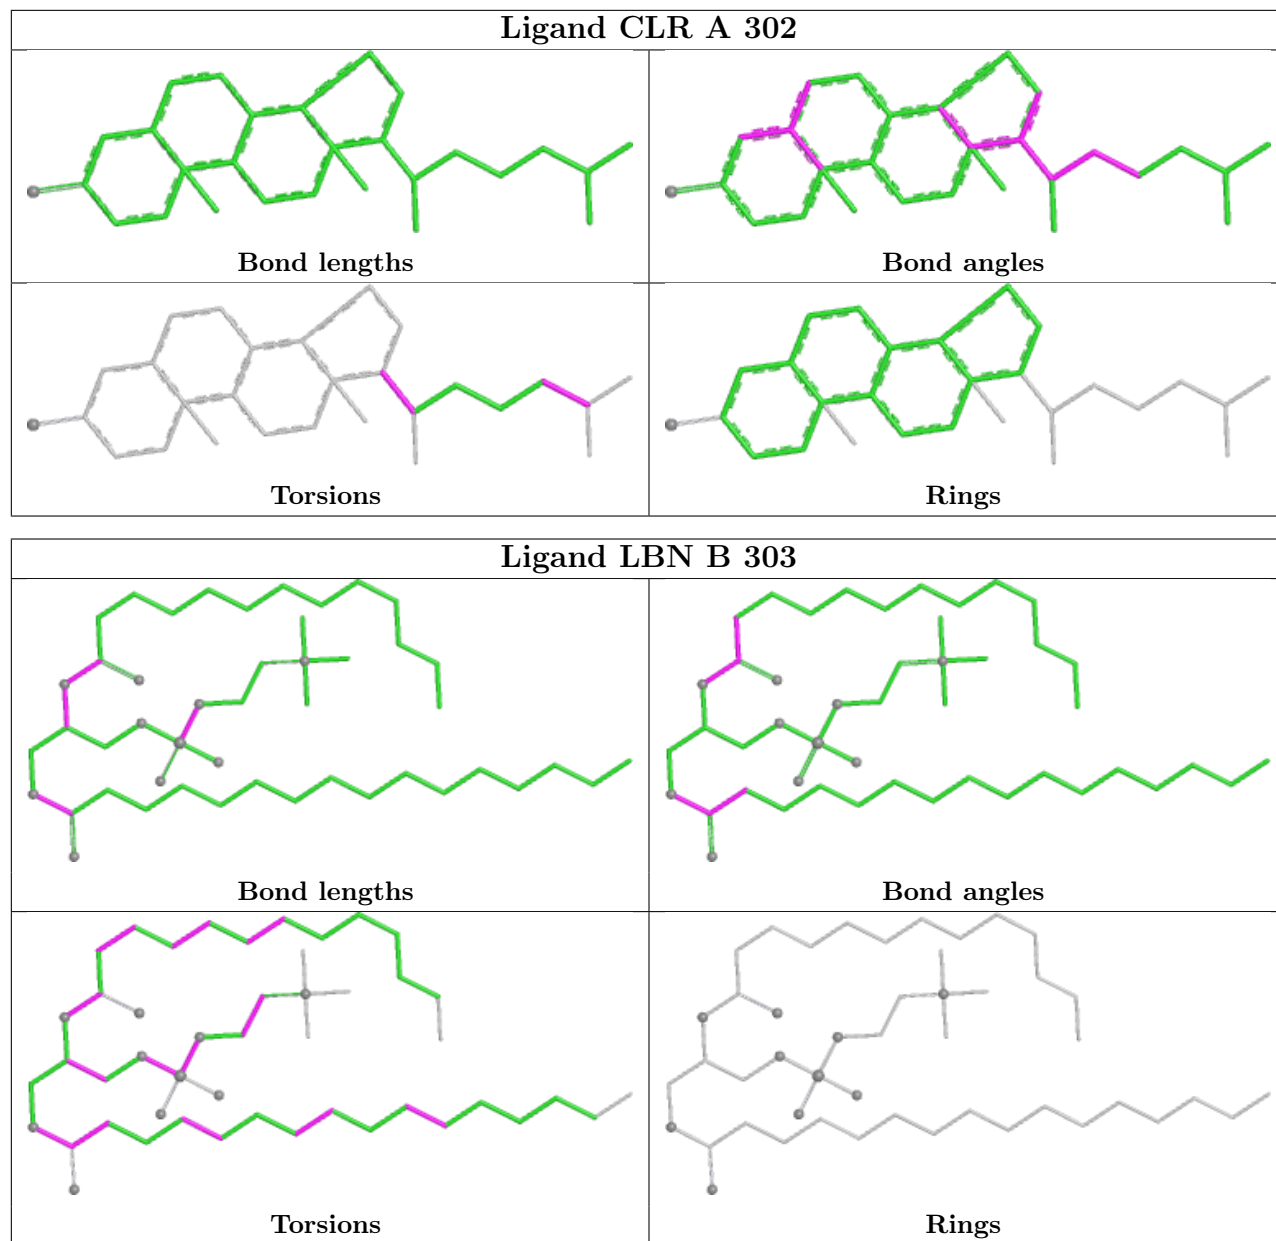 Ligand CLR A 302
Bond lengths
Bond angles
Torsions
Rings
Ligand LBN B 303
Bond lengths
Bond angles
Torsions
Rings